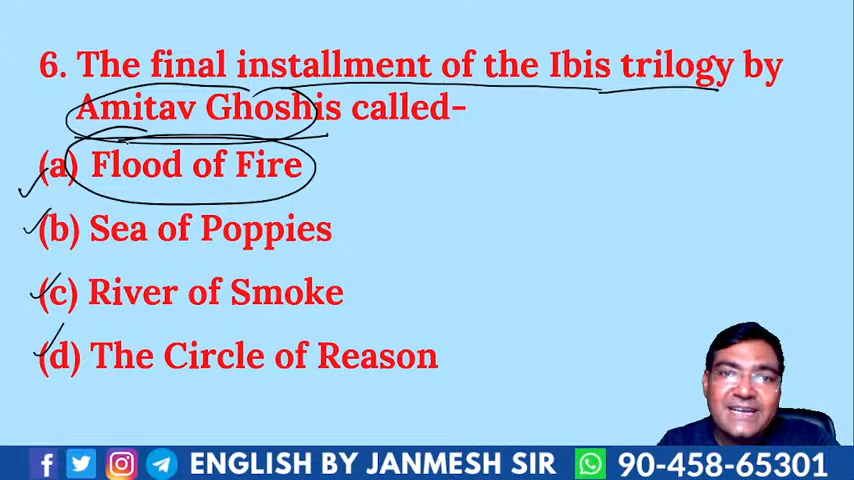 6. The final installment of the Ibis trilogy by
Amitav Ghoshis called-
(a) Flood of Fire
(b) Sea of Poppies
(c) River of Smoke
(d) The Circle of Reason
ENGLISH BY JANMESH SIR 90-458-65301